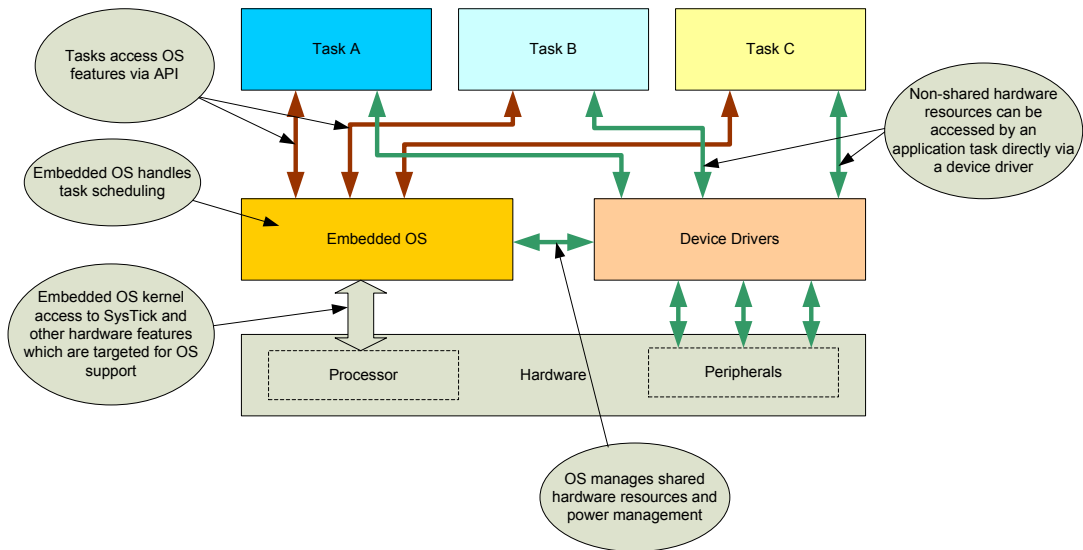 Task A
Task B
Task C
Tasks access OS
features via API
Non-shared hardware
resources can be
accessed by an
application task directly via
a device driver
Embedded OS handles
task scheduling
Embedded OS
Device Drivers
Embedded OS kernel
access to SysTick and
other hardware features
which are targeted for OS
support
Processor
Hardware
Peripherals
OS manages shared
hardware resources and
power management